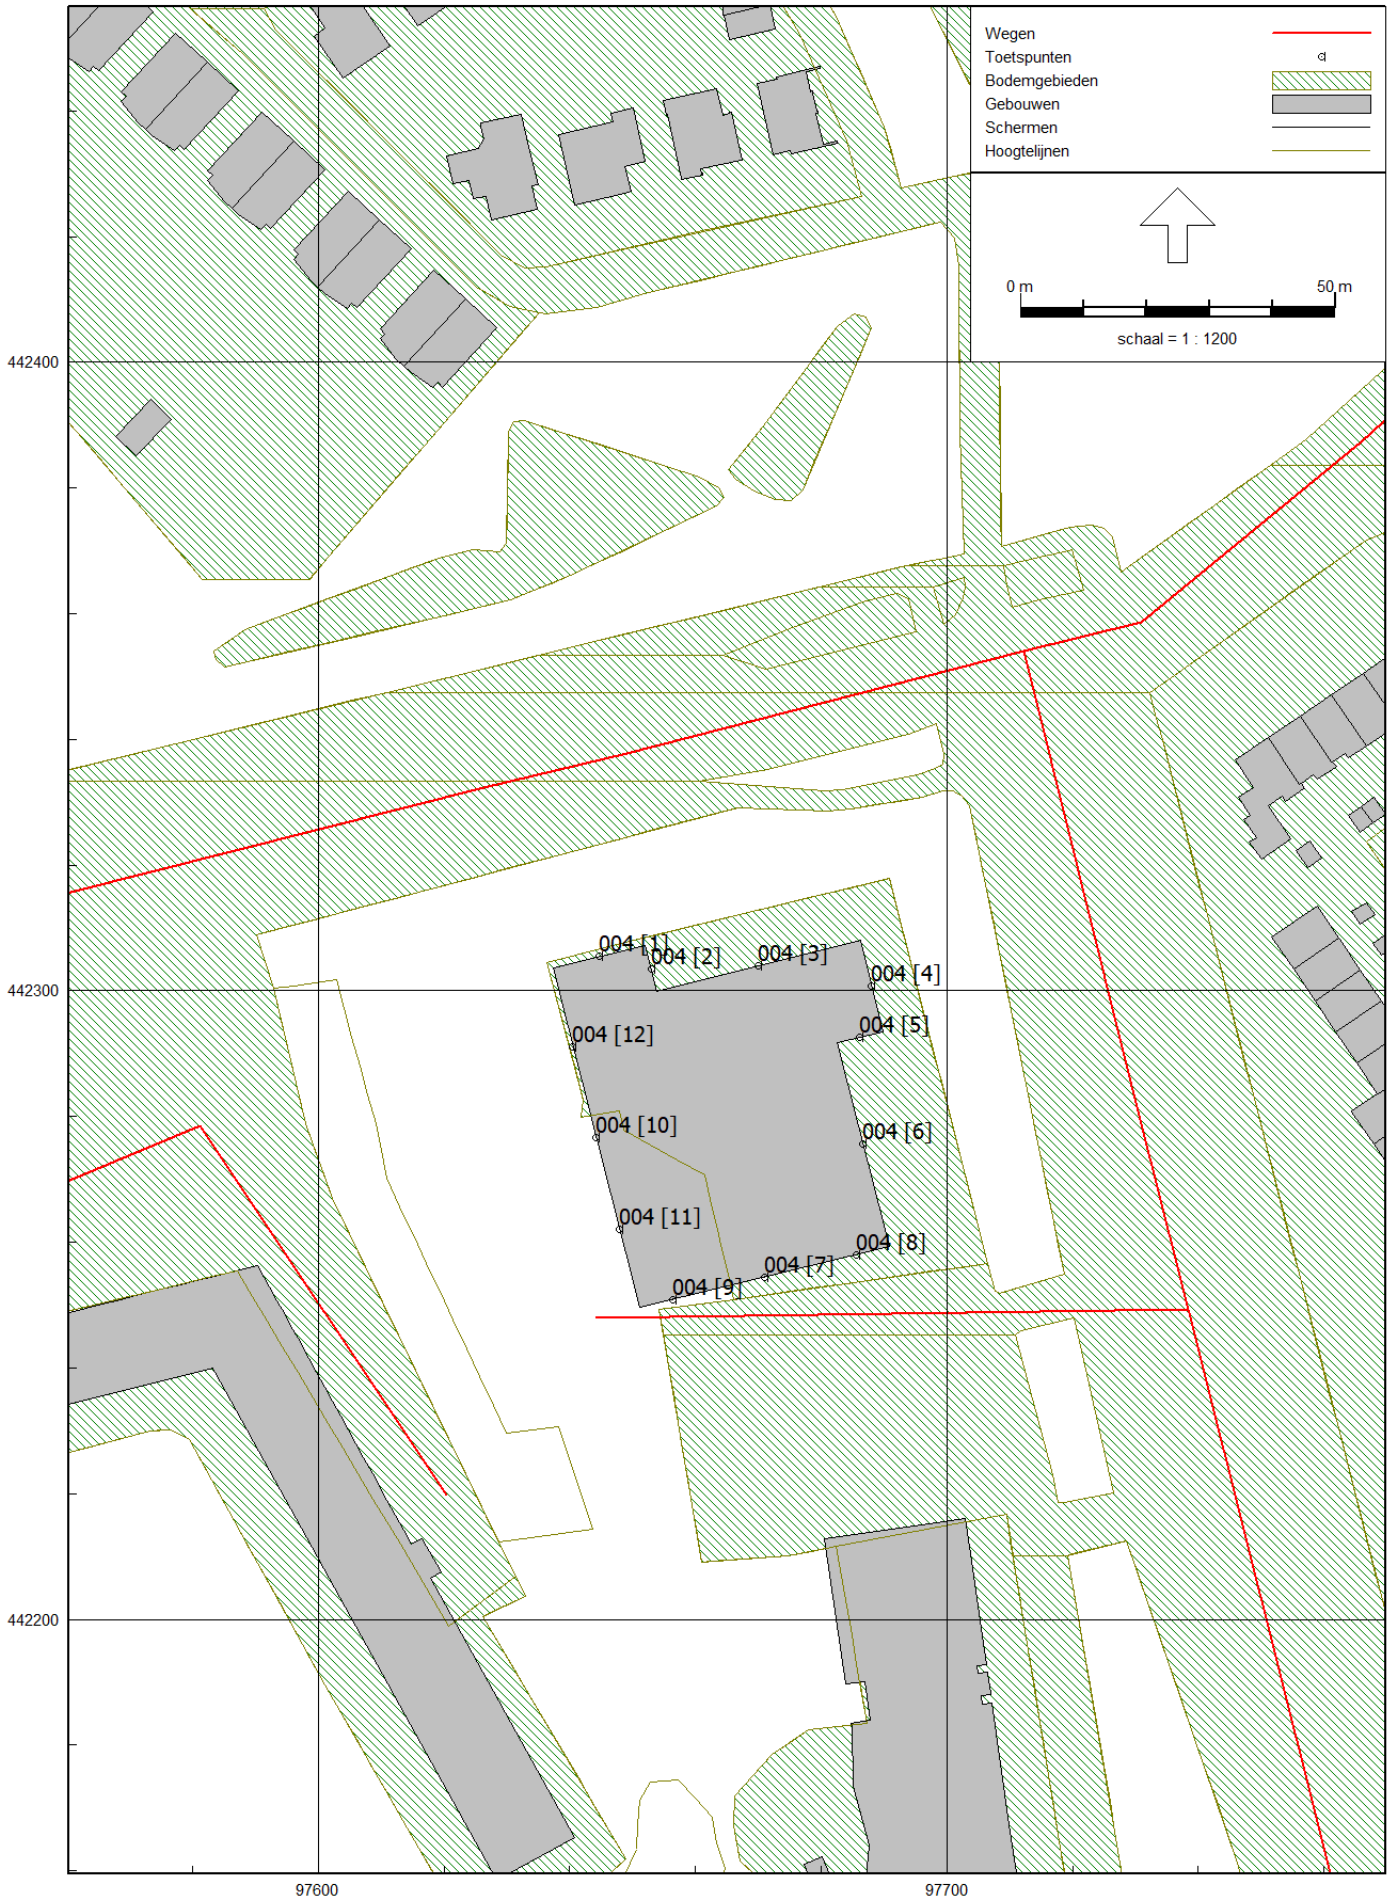 Wegen
Toetspunten
Bodemgebieden
Gebouwen
Schermen
Hoogtelijnen
0 m 50 m
schaal = 1 : 1200
442400
004 [1]
004 [2]
004 [3]
004 [4]
442300
004 [5]
004 [12]
004 [10]
004 [6]
004 [11]
004 [8]
004 [7]
004 [9]
442200
97600 97700